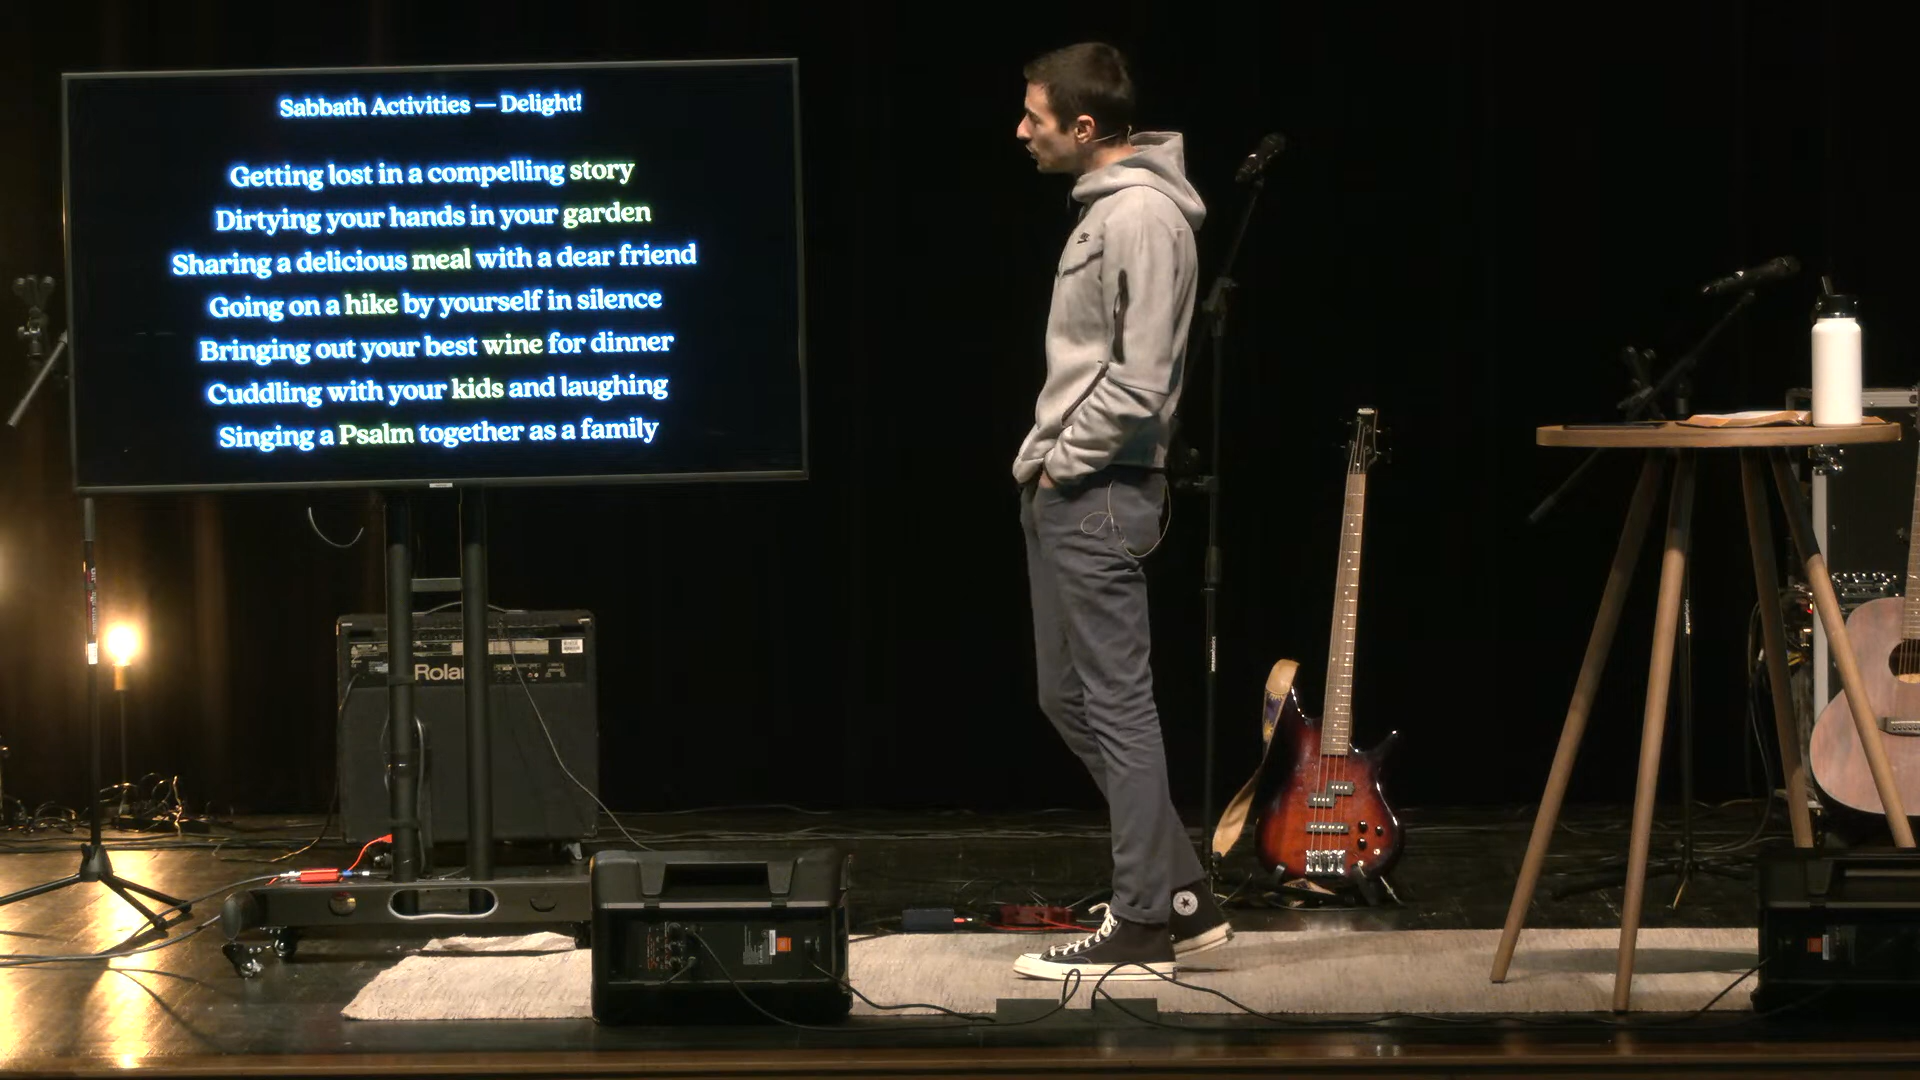 Sabbath Activities — Delight!
Getting lost in a compelling story
Dirtying your hands in your garden
Sharing a delicious meal with a dear friend
Going on a hike by yourself in silence
Bringing out your best wine for dinner
Cuddling with your kids and laughing
Singing a Psalm together as a family
Rola